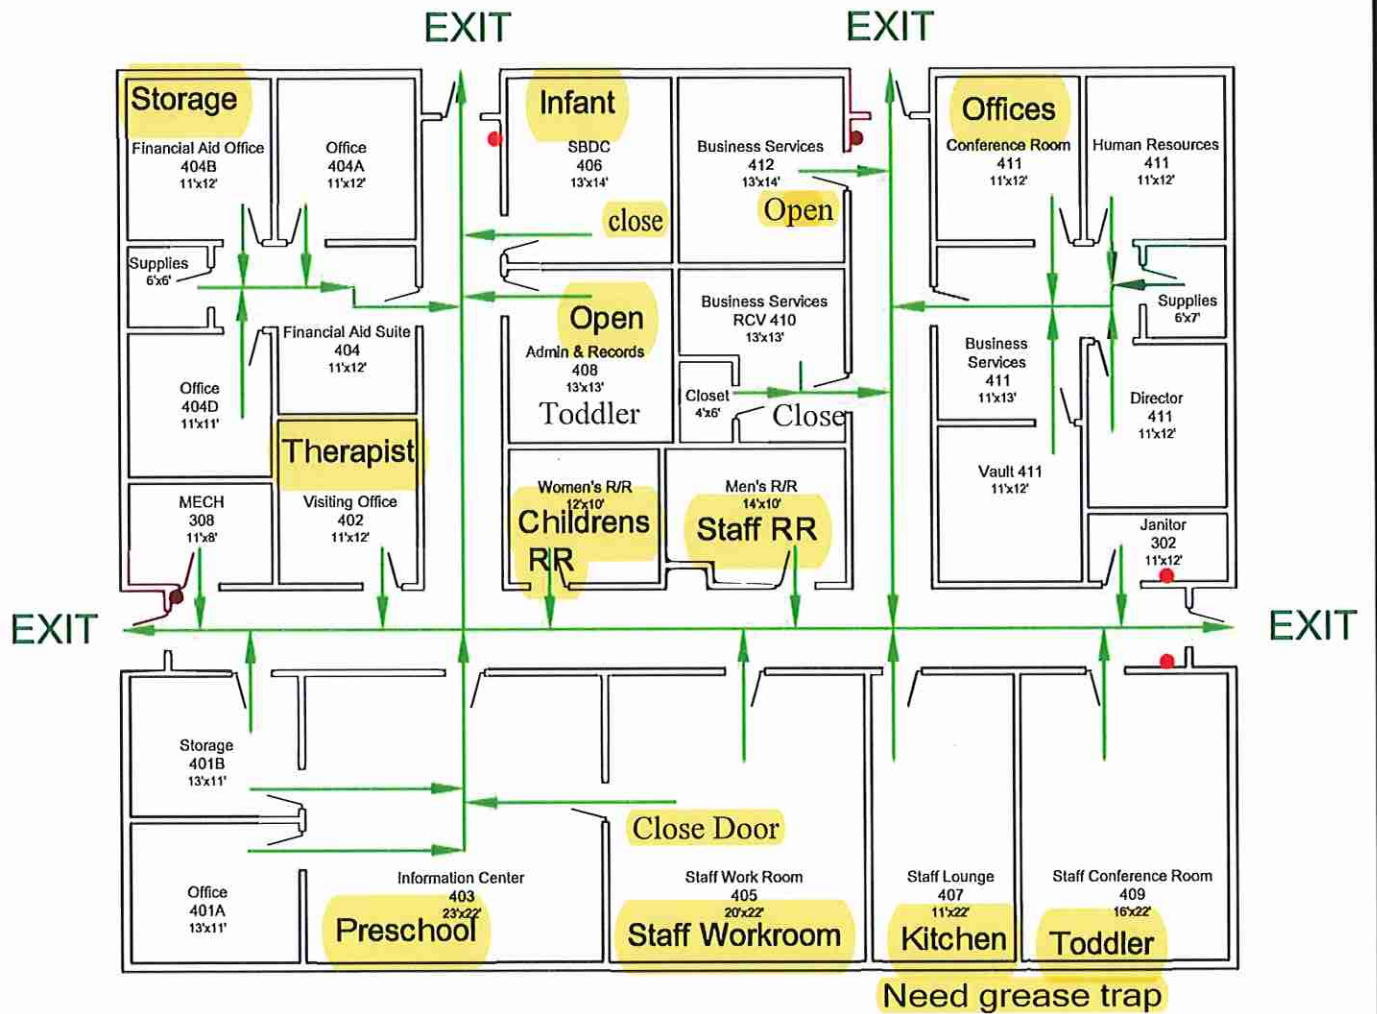 EXIT
EXIT
Storage
Financial Aid Office
404B
11'x12'
Office
404A
11'x12'
Infant
SBDC
406
13'x14'
close
Business Services
412
13'x14'
Open
Offices
Conference Room
411
11'x12'
Human Resources
411
11'x12'
Supplies
6'x6'
Financial Aid Suite
404
11'x12'
Open
Admin & Records
408
13'x13'
Toddler
Business Services
RCV 410
13'x13'
Closet
4'x6'
Close
Supplies
6'x7'
Business
Services
411
11'x13'
Director
411
11'x12'
Office
404D
11'x11'
Therapist
Visiting Office
402
11'x12'
MECH
308
11'x8'
Women's R/R
12'x10'
Childrens
RR
Men's R/R
14'x10'
Staff RR
Vault 411
11'x12'
Janitor
302
11'x12'
EXIT
EXIT
Storage
401B
13'x11'
Close Door
Office
401A
13'x11'
Information Center
403
23'x22'
Preschool
Staff Work Room
405
20'x22'
Staff Workroom
Staff Lounge
407
11'x22'
Kitchen
Staff Conference Room
409
16'x22'
Toddler
Need grease trap